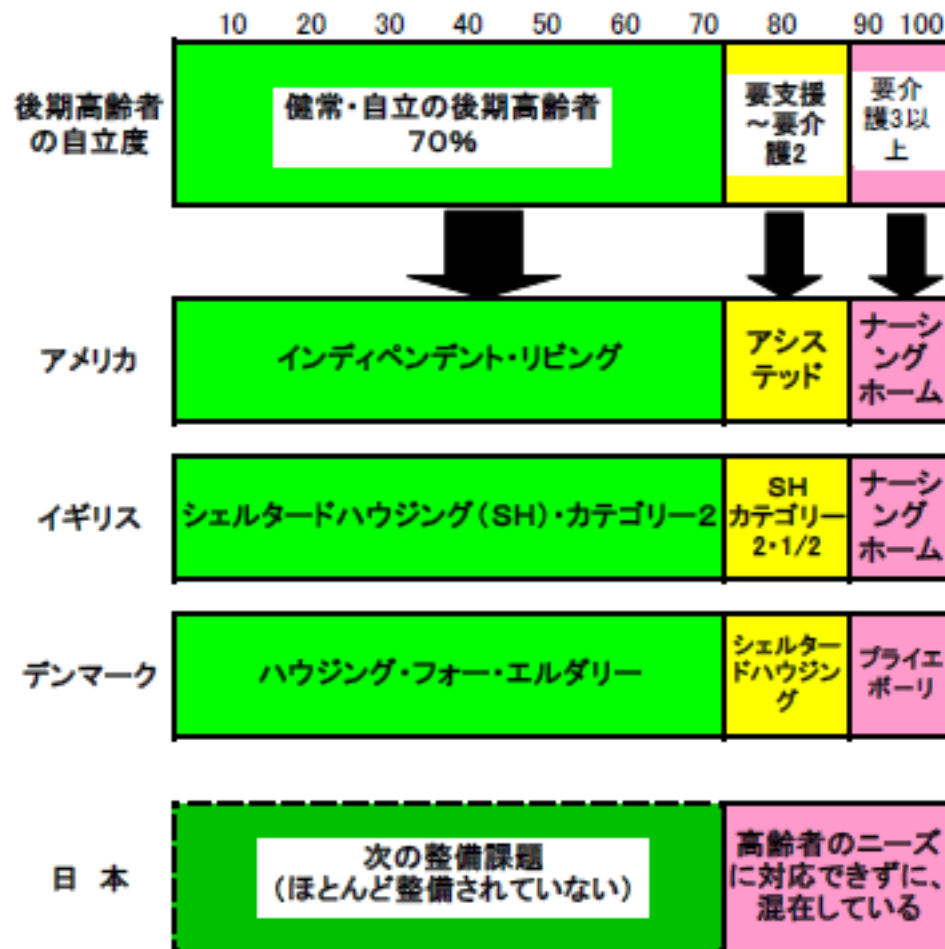 10 20 30 40 50 60 70 80 90 100
後期高齢者
の自立度
健常・自立の後期高齢者
70%
要支援
～要介
護2
要介
護3以
上
アメリカ
インディペンデント・リビング
アシス
テッド
ナーシ
ング
ホーム
イギリス
シェルタードハウジング(SH)・カテゴリー2
SH
カテゴリー
2・1/2
ナーシ
ング
ホーム
デンマーク
ハウジング・フォー・エルダリー
シェルター
ドハウジン
グ
プライエ
ボーリ
日 本
次の整備課題
(ほとんど整備されていない)
高齢者のニーズ
に対応できずに、
混在している